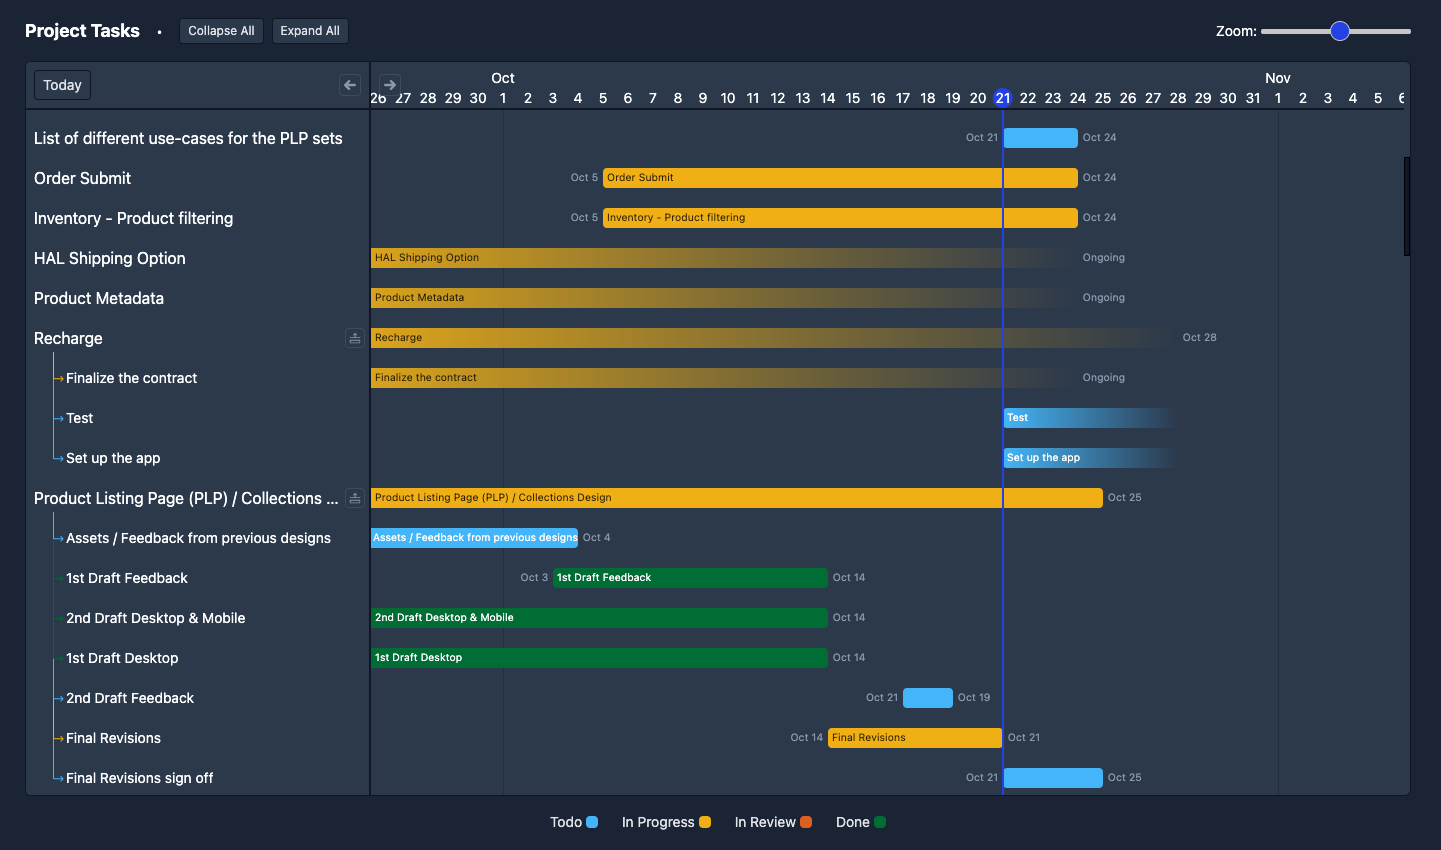 Project Tasks • Collapse All Expand All Zoom:
Today Oct Nov
26 27 28 29 30 1 2 3 4 5 6 7 8 9 10 11 12 13 14 15 16 17 18 19 20 21 22 23 24 25 26 27 28 29 30 31 1 2 3 4 5 6
List of different use-cases for the PLP sets Oct 21 Oct 24
Order Submit Oct 5 Order Submit Oct 24
Inventory - Product filtering Oct 5 Inventory - Product filtering Oct 24
HAL Shipping Option HAL Shipping Option Ongoing
Product Metadata Product Metadata Ongoing
Recharge Recharge Oct 28
Finalize the contract Finalize the contract Ongoing
Test Test
Set up the app Set up the app
Product Listing Page (PLP) / Collections ... Product Listing Page (PLP) / Collections Design Oct 25
Assets / Feedback from previous designs Assets / Feedback from previous designs Oct 4
1st Draft Feedback Oct 3 1st Draft Feedback Oct 14
2nd Draft Desktop & Mobile 2nd Draft Desktop & Mobile Oct 14
1st Draft Desktop 1st Draft Desktop Oct 14
2nd Draft Feedback Oct 21 Oct 19
Final Revisions Oct 14 Final Revisions Oct 21
Final Revisions sign off Oct 21 Oct 25
Todo In Progress In Review Done